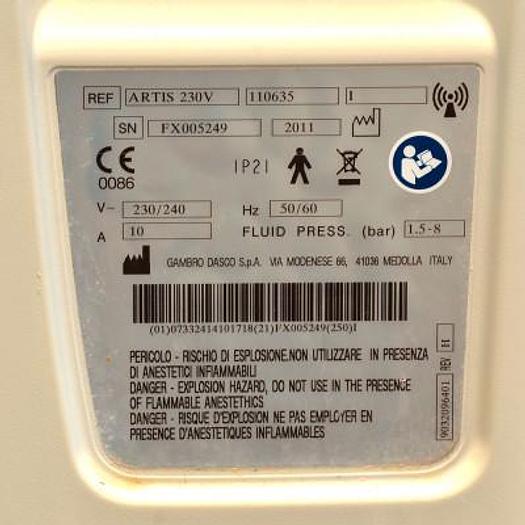 REF ARTIS 230V 110635 I
SN FX005249 2011
CE
0086
IP21
V~ 230/240 Hz 50/60
A 10 FLUID PRESS. (bar) 1.5-8
GAMBRO DASCO S.p.A. VIA MODENESE 66, 41036 MEDOLLA ITALY
(01)07332414101718(21)FX005249(250)I
PERICOLO - RISCHIO DI ESPLOSIONE.NON UTILIZZARE IN PRESENZA
DI ANESTETICI INFIAMMABILI
DANGER - EXPLOSION HAZARD, DO NOT USE IN THE PRESENCE
OF FLAMMABLE ANESTHETICS
DANGER - RISQUE D'EXPLOSION NE PAS EMPLOYER EN
PRESENCE D'ANESTETIQUES INFLAMMABLES
9032096401 REV H